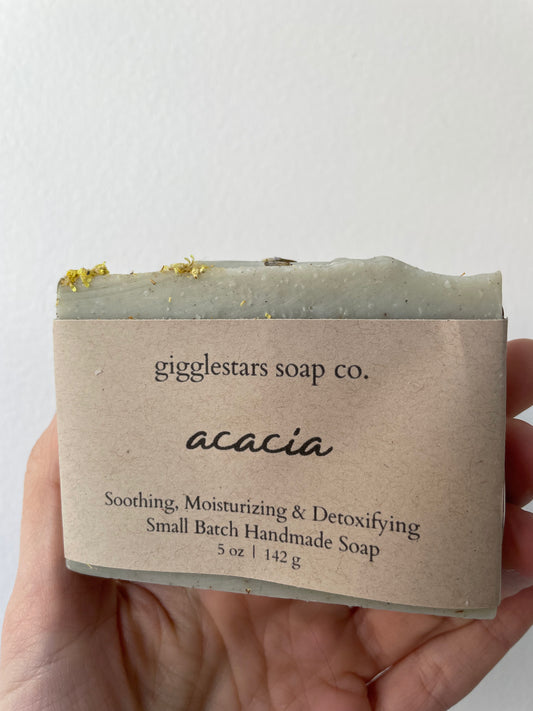 gigglestars soap co.
acacia
Soothing, Moisturizing & Detoxifying
Small Batch Handmade Soap
5 oz | 142 g